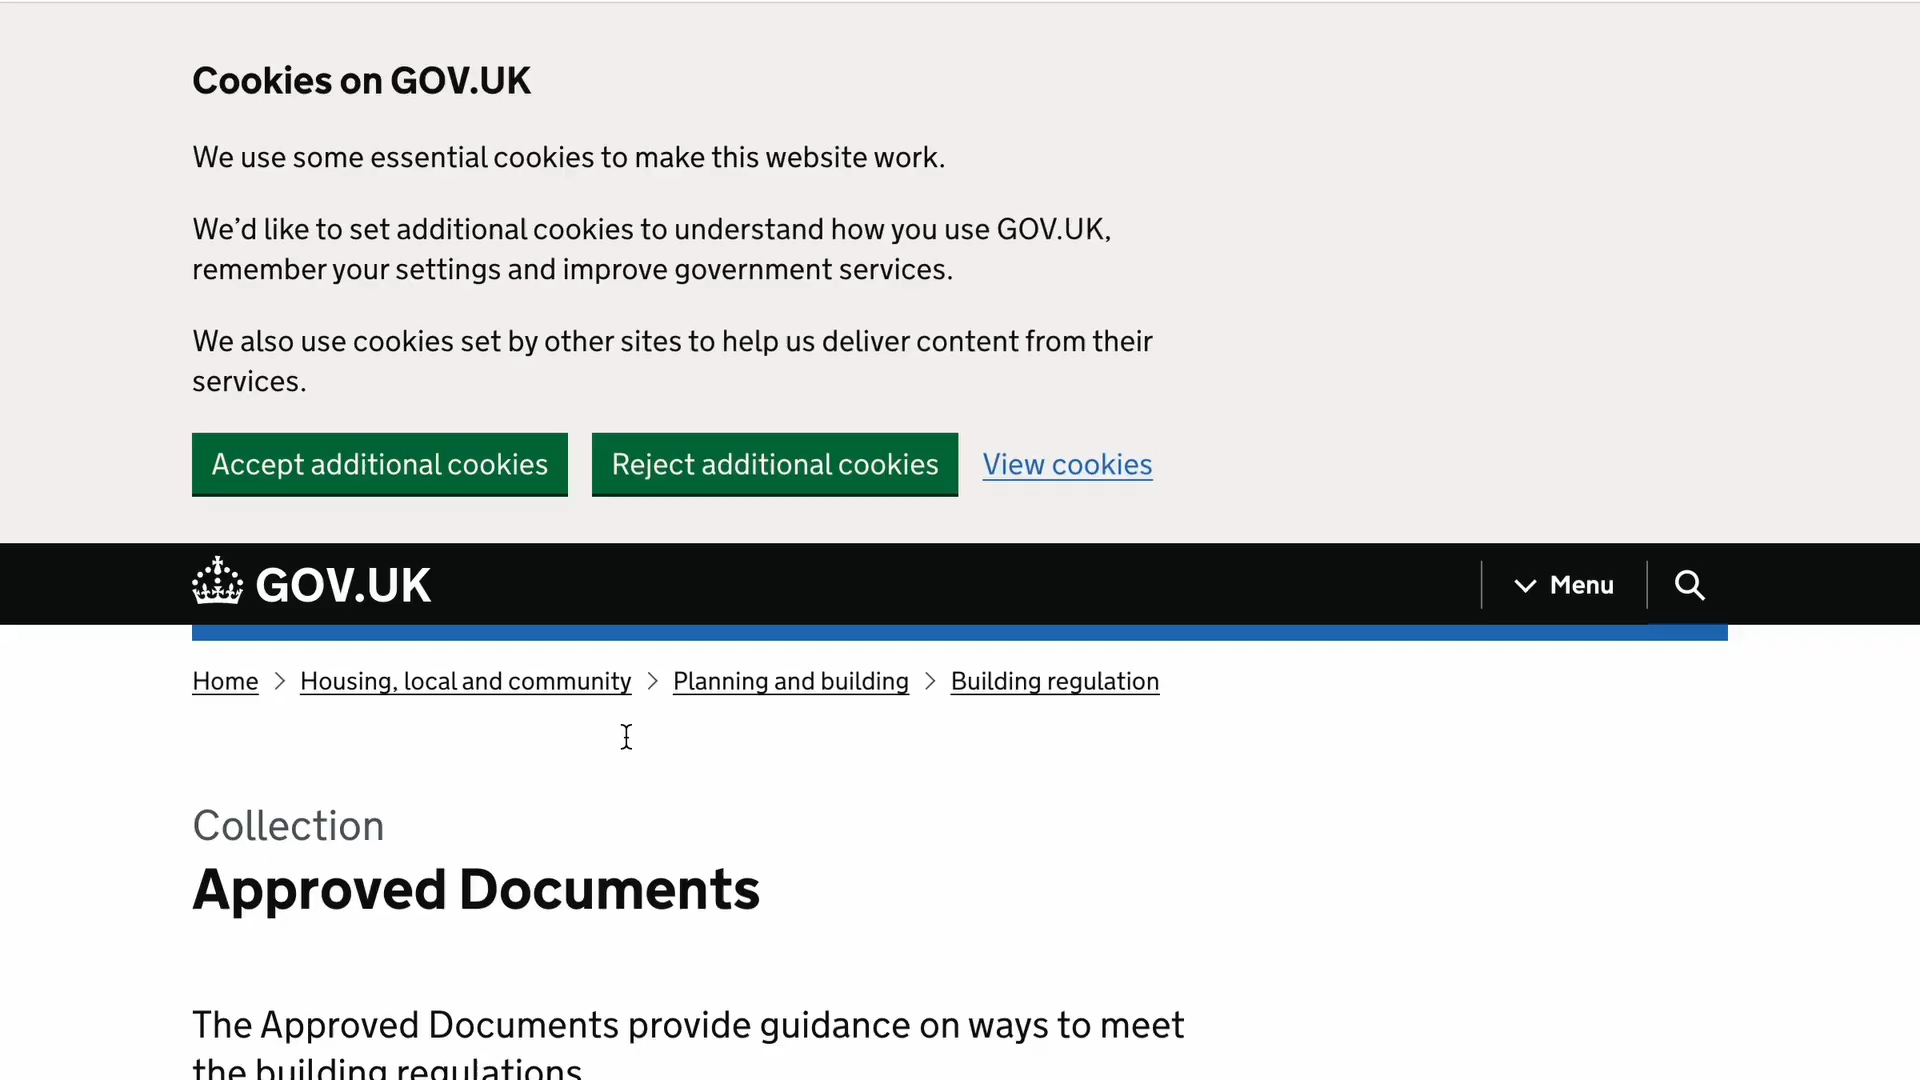 Cookies on GOV.UK
We use some essential cookies to make this website work.
We’d like to set additional cookies to understand how you use GOV.UK,
remember your settings and improve government services.
We also use cookies set by other sites to help us deliver content from their
services.
Accept additional cookies Reject additional cookies View cookies
GOV.UK Menu
Home Housing, local and community Planning and building Building regulation
Collection
Approved Documents
The Approved Documents provide guidance on ways to meet
the building regulations